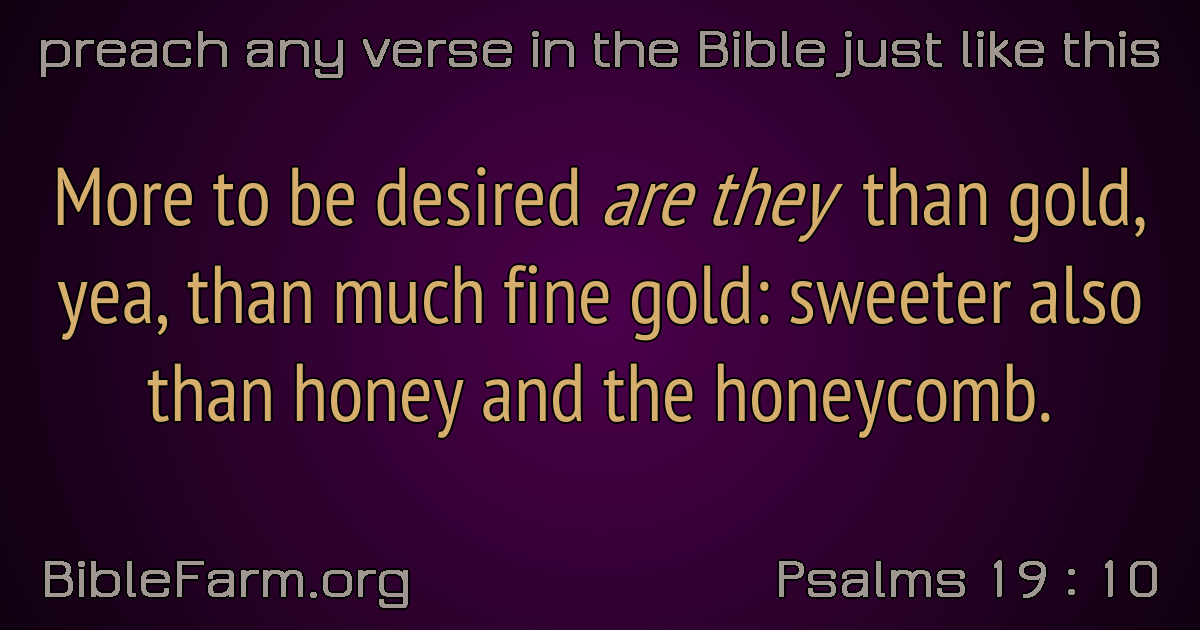 preach any verse in the Bible just like this
More to be desired are they than gold,
yea, than much fine gold: sweeter also
than honey and the honeycomb.
BibleFarm.org
Psalms 19 : 10